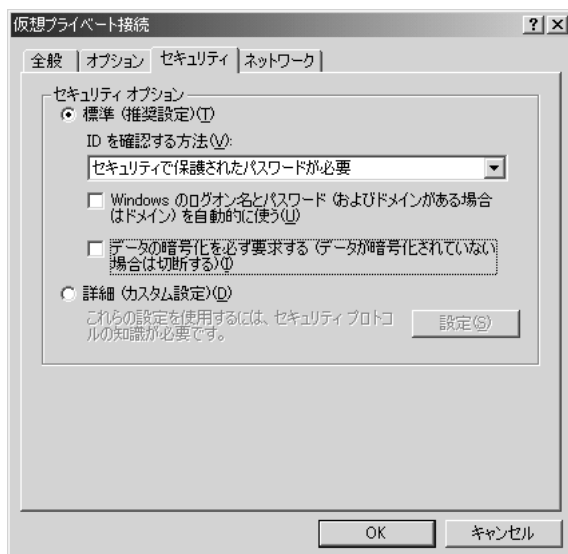 仮想プライベート接続
全般 オプション セキュリティ ネットワーク
セキュリティ オプション
標準 (推奨設定)(T)
ID を確認する方法(V):
セキュリティで保護されたパスワードが必要
Windows のログオン名とパスワード (およびドメインがある場合
はドメイン) を自動的に使う(U)
データの暗号化を必ず要求する (データが暗号化されていない
場合は切断する)(I)
詳細 (カスタム設定)(D)
これらの設定を使用するには、セキュリティ プロトコ
ルの知識が必要です。
設定(S)
OK キャンセル